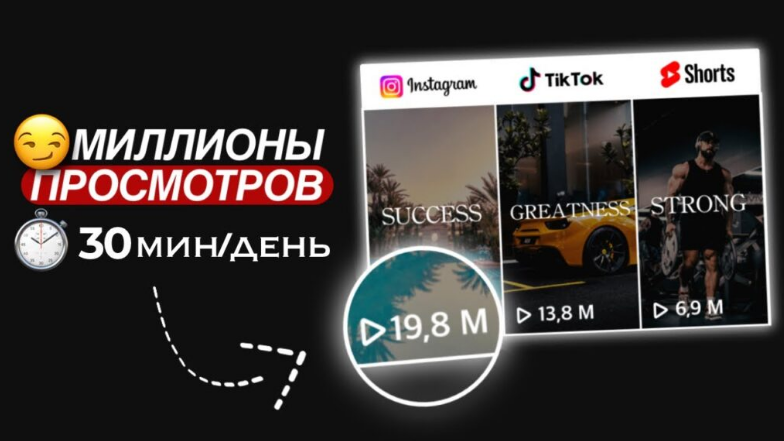 МИЛЛИОНЫ
ПРОСМОТРОВ
30 МИН/ДЕНЬ
Instagram
TikTok
Shorts
SUCCESS
GREATNESS
STRONG
19,8 M
13,8 M
6,9 M